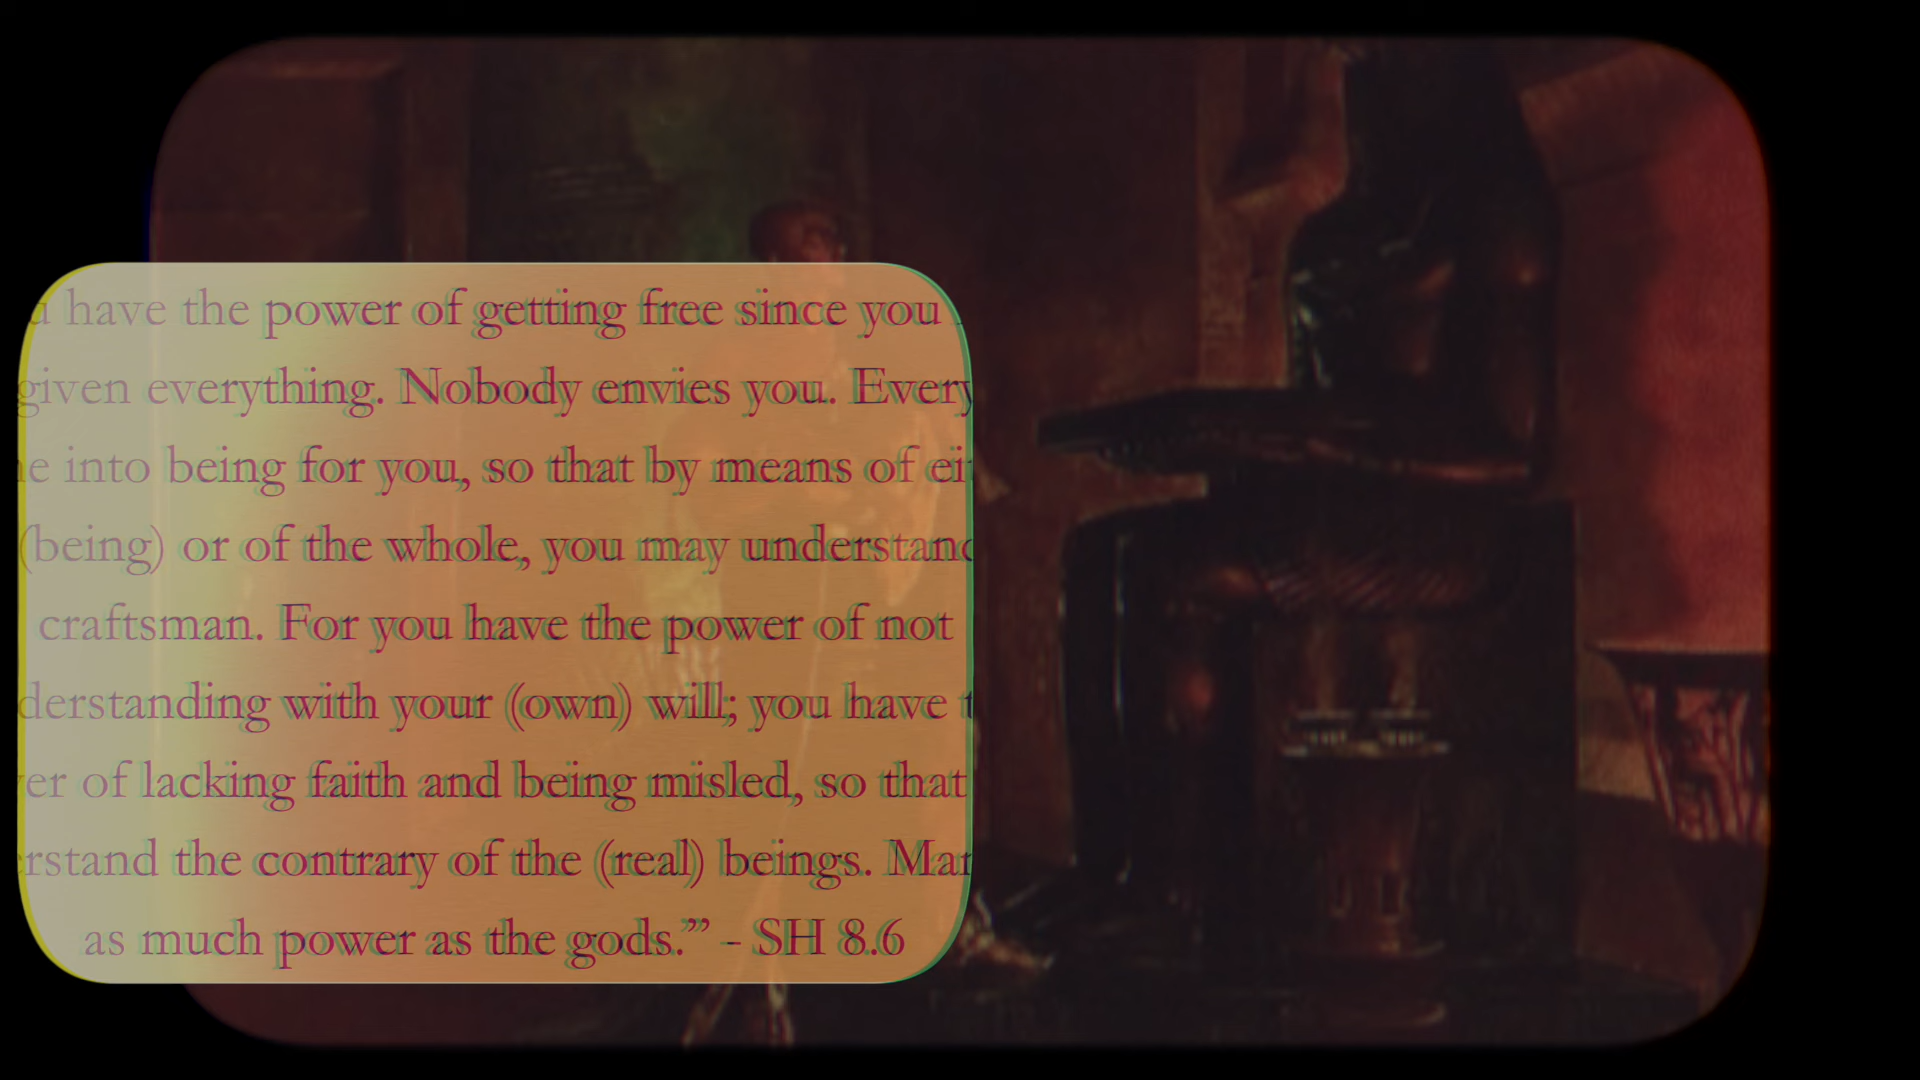 have the power of getting free since you
given everything. Nobody envies you. Every
into being for you, so that by means of
(being) or of the whole, you may understand
craftsman. For you have the power of not
derstanding with your (own) will; you have
er of lacking faith and being misled, so that
rstand the contrary of the (real) beings.
as much power as the gods.’” - SH 8.6